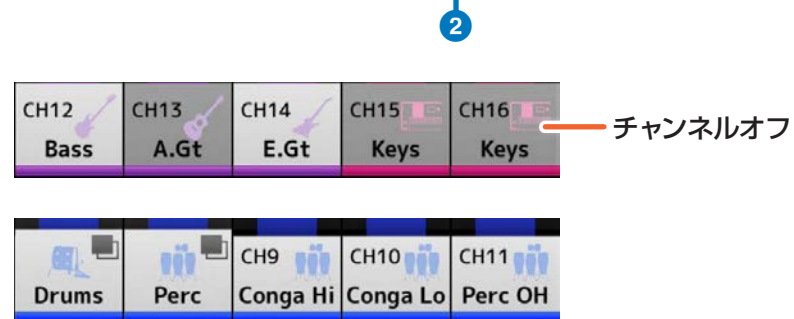 2
CH12 CH13 CH14 CH15 CH16
Bass A.Gt E.Gt Keys Keys
チャンネルオフ
CH9 CH10 CH11
Drums Perc Conga Hi Conga Lo Perc OH